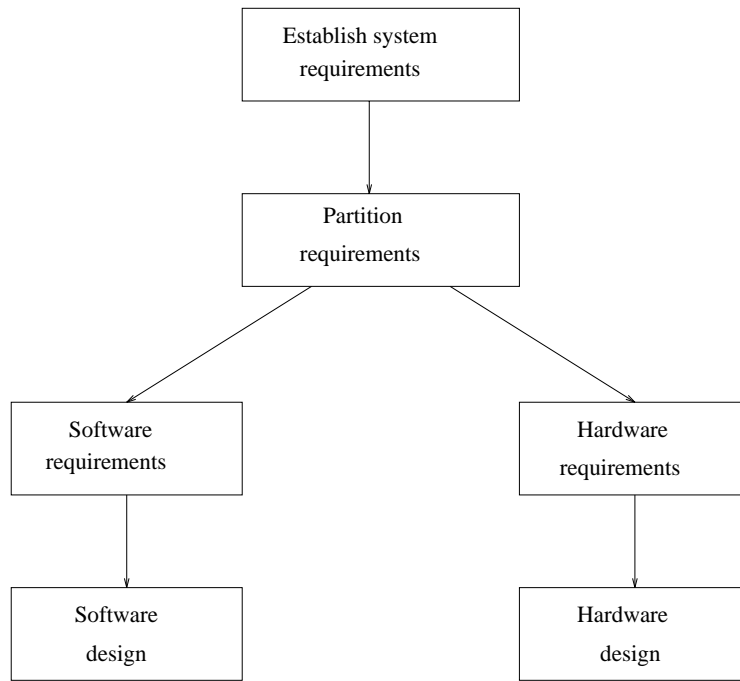 Establish system
requirements
Partition
requirements
Software
requirements
Hardware
requirements
Software
design
Hardware
design